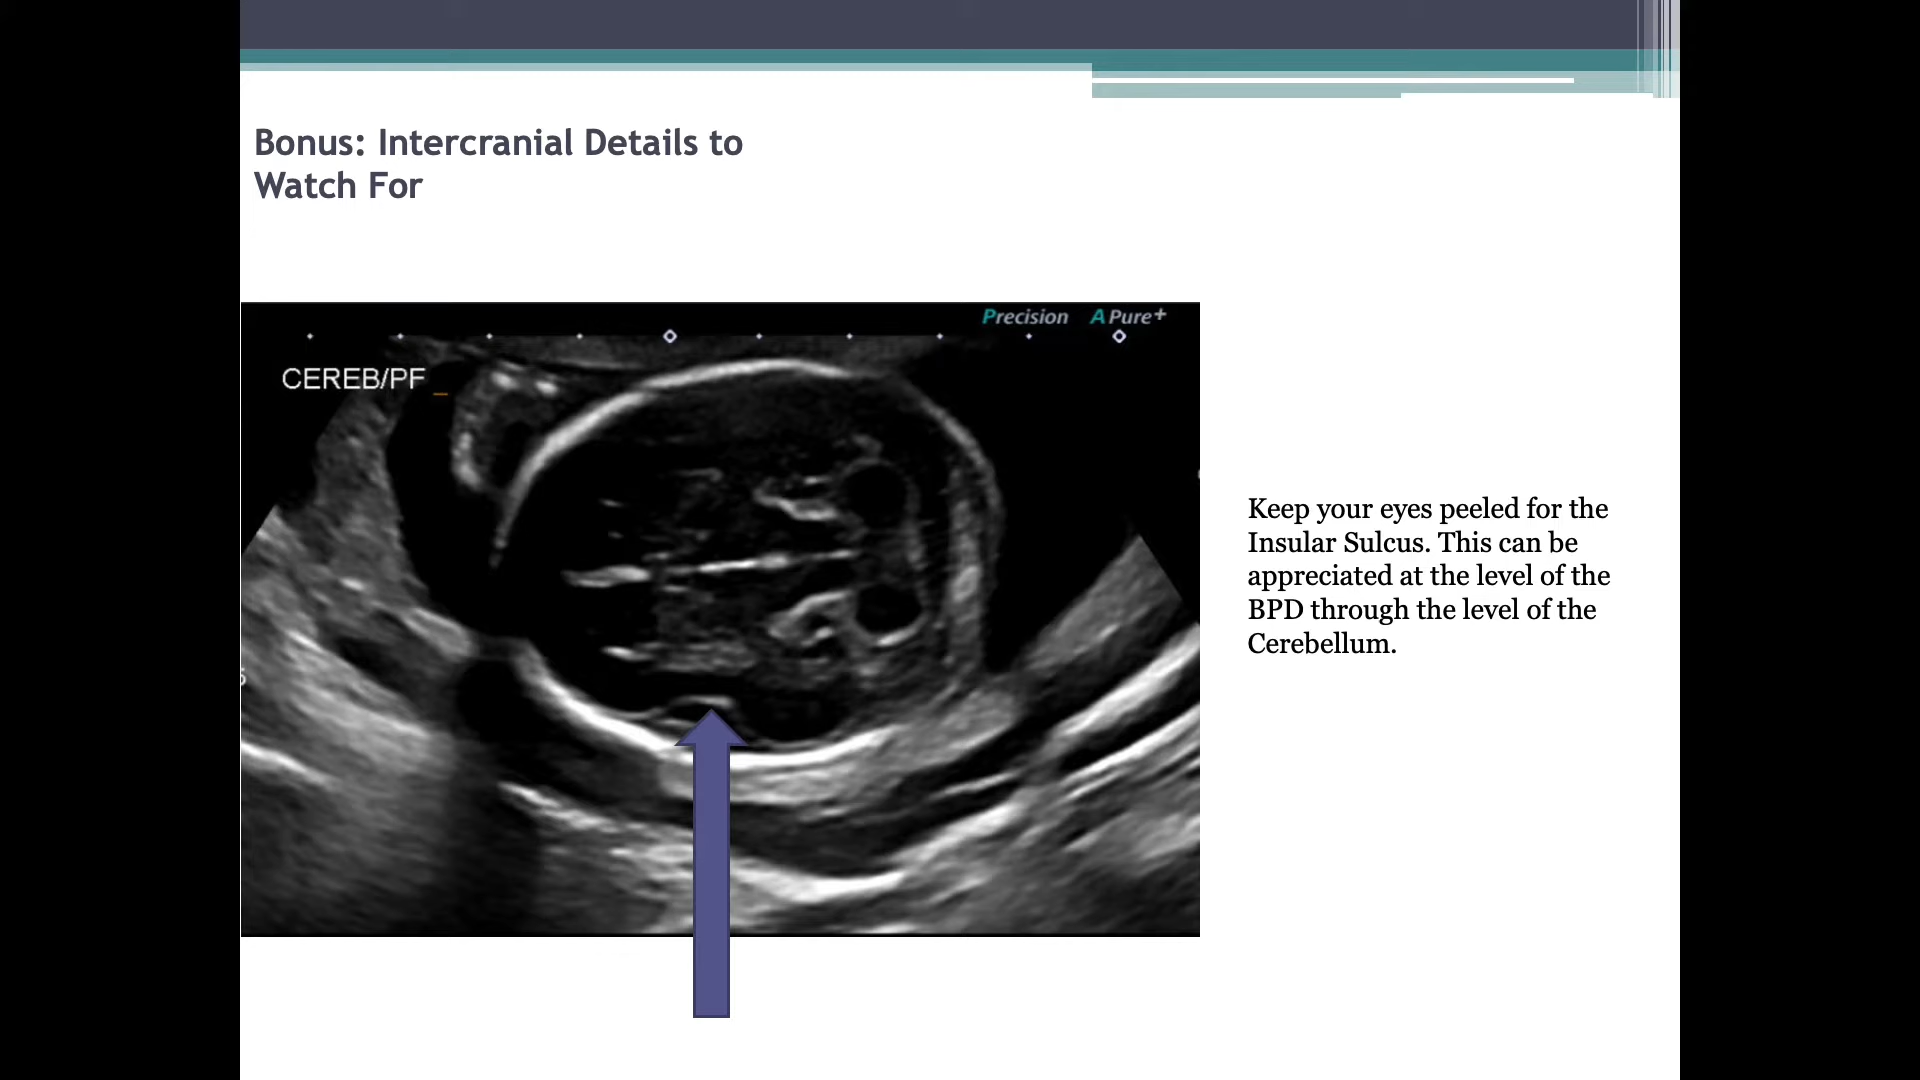 Bonus: Intercranial Details to
Watch For
Precision APure+
CEREB/PF
Keep your eyes peeled for the
Insular Sulcus. This can be
appreciated at the level of the
BPD through the level of the
Cerebellum.